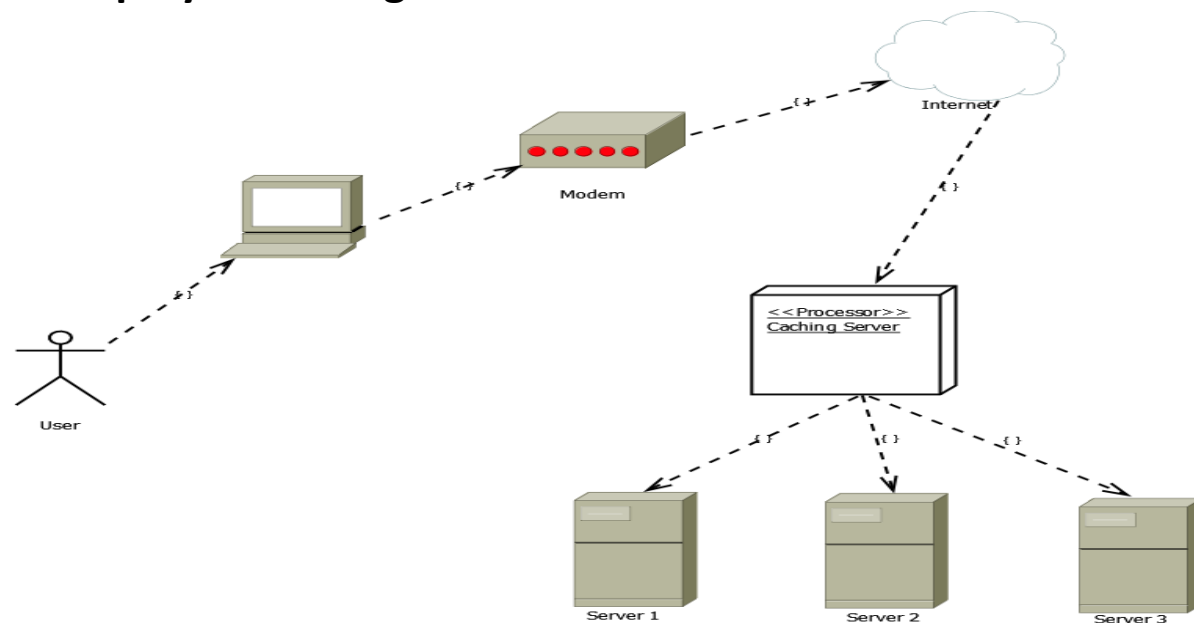 { }
Internet
{ }
Modem
{ }
{ }
<<Processor>>
Caching Server
{ }
User
{ }
{ }
{ }
Server 1
Server 2
Server 3